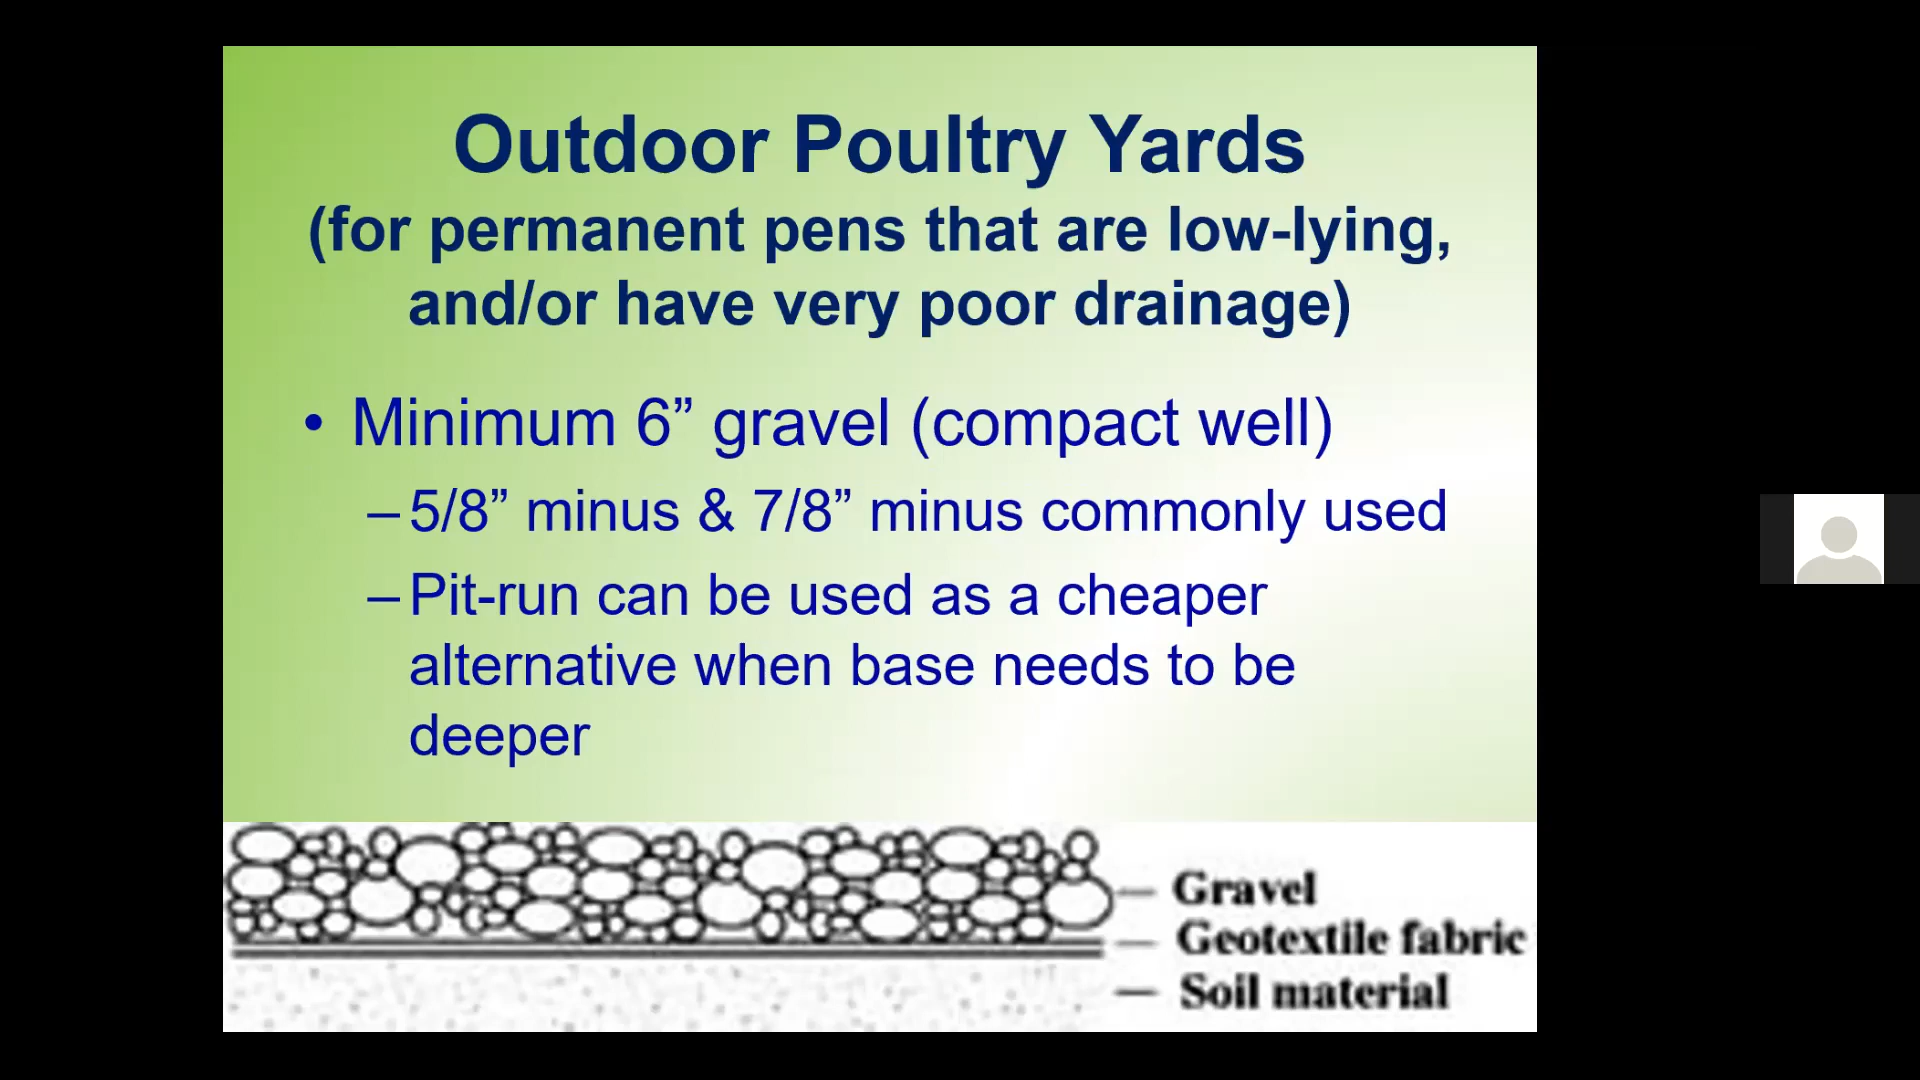 Outdoor Poultry Yards
(for permanent pens that are low-lying,
and/or have very poor drainage)
• Minimum 6” gravel (compact well)
– 5/8” minus & 7/8” minus commonly used
– Pit-run can be used as a cheaper
alternative when base needs to be
deeper
Gravel
Geotextile fabric
Soil material